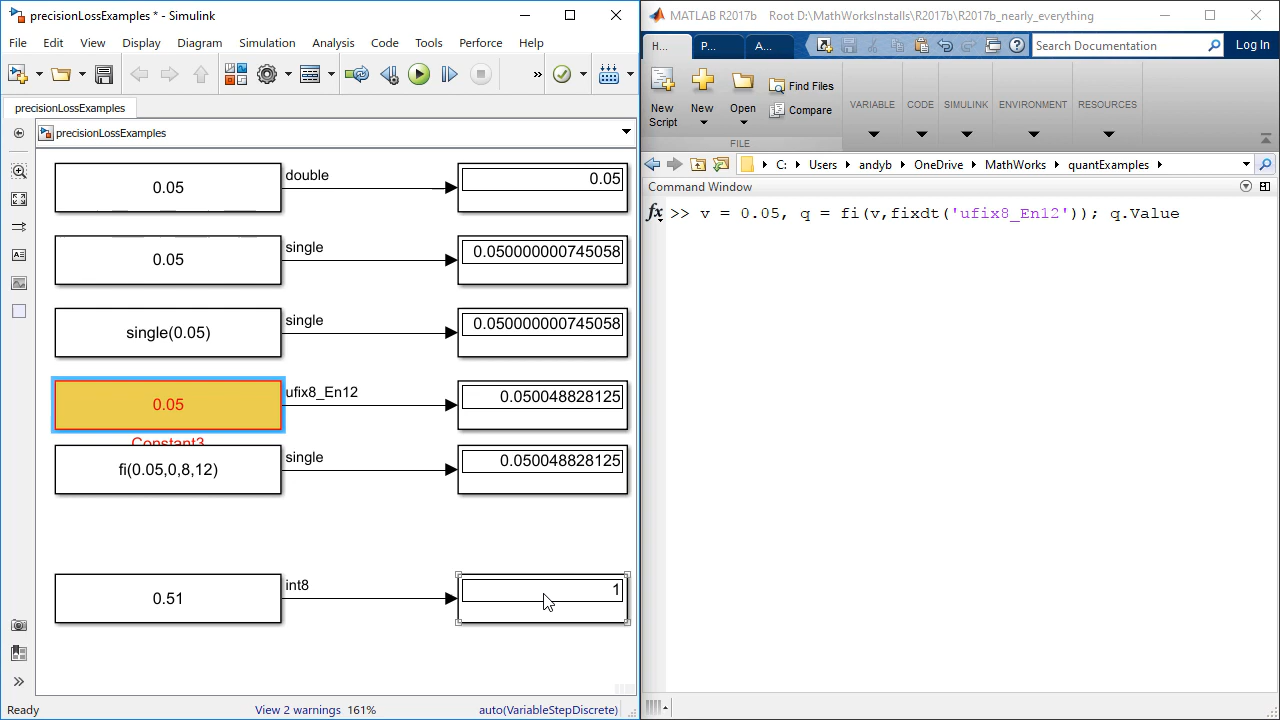 precisionLossExamples * - Simulink
File Edit View Display Diagram Simulation Analysis Code Tools Perforce Help
»
precisionLossExamples
precisionLossExamples
0.05
double
0.05
0.05
single
0.050000000745058
single(0.05)
single
0.050000000745058
0.05
ufix8_En12
0.050048828125
Constant3
fi(0.05,0,8,12)
single
0.050048828125
0.51
int8
1
»
Ready
View 2 warnings 161%
auto(VariableStepDiscrete)
MATLAB R2017b Root D:\MathWorksInstalls\R2017b\R2017b_nearly_everything
H... P... A...
Search Documentation
Log In
New Script
New
Open
Find Files
Compare
FILE
VARIABLE
CODE
SIMULINK
ENVIRONMENT
RESOURCES
C: Users andyb OneDrive MathWorks quantExamples
Command Window
fx >> v = 0.05, q = fi(v,fixdt('ufix8_En12')); q.Value